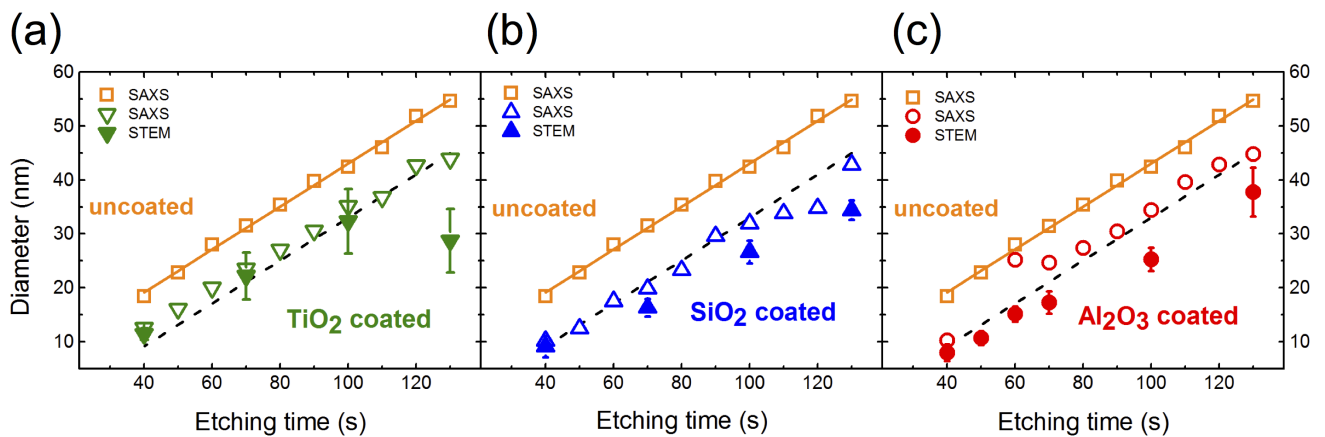 (a)
(b)
(c)
60
50
40
30
20
10
Diameter (nm)
SAXS
SAXS
STEM
uncoated
TiO2 coated
40
60
80
100
120
Etching time (s)
SAXS
SAXS
STEM
uncoated
SiO2 coated
40
60
80
100
120
Etching time (s)
SAXS
SAXS
STEM
uncoated
Al2O3 coated
40
60
80
100
120
Etching time (s)
60
50
40
30
20
10